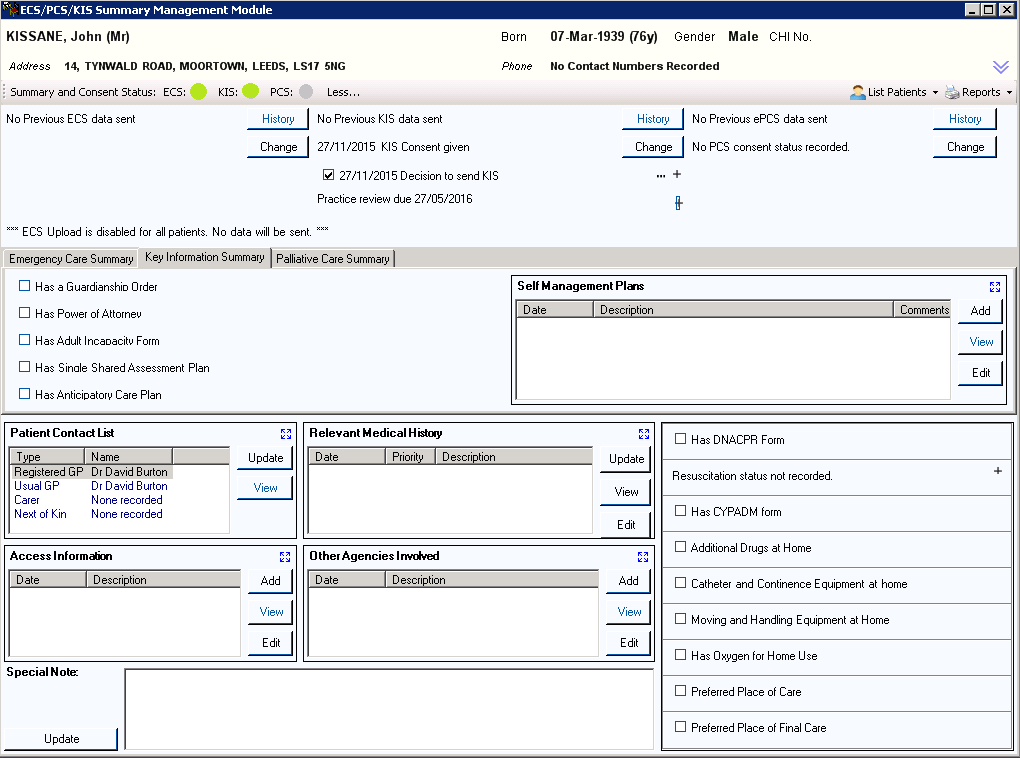 ECS/PCS/KIS Summary Management Module
KISSANE, John (Mr) Born 07-Mar-1939 (76y) Gender Male CHI No.
Address 14, TYNWALD ROAD, MOORTOWN, LEEDS, LS17 5NG Phone No Contact Numbers Recorded
Summary and Consent Status: ECS: KIS: PCS: Less... List Patients Reports
No Previous ECS data sent History No Previous KIS data sent History No Previous ePCS data sent History
Change 27/11/2015 KIS Consent given Change No PCS consent status recorded. Change
27/11/2015 Decision to send KIS ... +
Practice review due 27/05/2016 +
*** ECS Upload is disabled for all patients. No data will be sent. ***
Emergency Care Summary Key Information Summary Palliative Care Summary
Has a Guardianship Order
Has Power of Attorney
Has Adult Incapacity Form
Has Single Shared Assessment Plan
Has Anticipatory Care Plan
Self Management Plans
Date Description Comments
Add
View
Edit
Patient Contact List
Type Name
Registered GP Dr David Burton
Usual GP Dr David Burton
Carer None recorded
Next of Kin None recorded
Update
View
Relevant Medical History
Date Priority Description
Update
View
Edit
Access Information
Date Description
Add
View
Edit
Other Agencies Involved
Date Description
Add
View
Edit
Special Note:
Update
Has DNACPR Form
Resuscitation status not recorded. +
Has CYPADM form
Additional Drugs at Home
Catheter and Continence Equipment at home
Moving and Handling Equipment at Home
Has Oxygen for Home Use
Preferred Place of Care
Preferred Place of Final Care